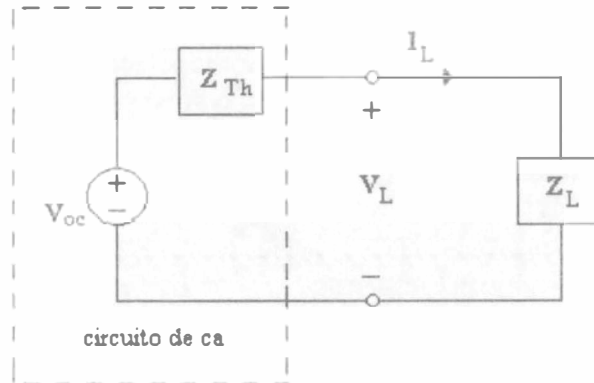 I_L
Z_Th
+
+
V_oc
−
V_L
Z_L
−
circuito de ca